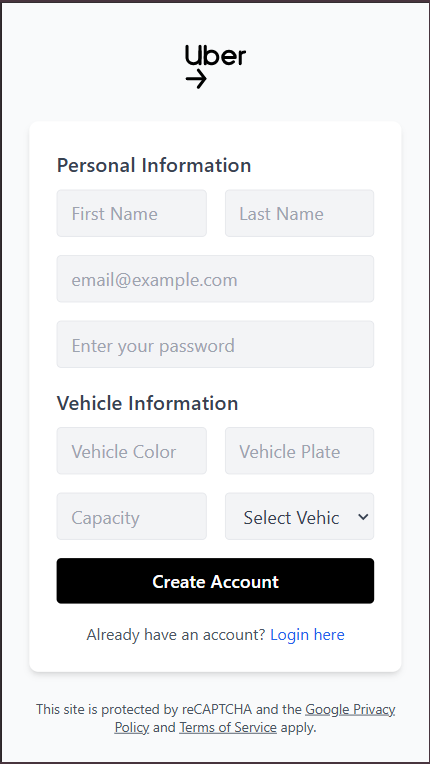 Uber
Personal Information
First Name Last Name
email@example.com
Enter your password
Vehicle Information
Vehicle Color Vehicle Plate
Capacity Select Vehic
Create Account
Already have an account? Login here
This site is protected by reCAPTCHA and the Google Privacy
Policy and Terms of Service apply.